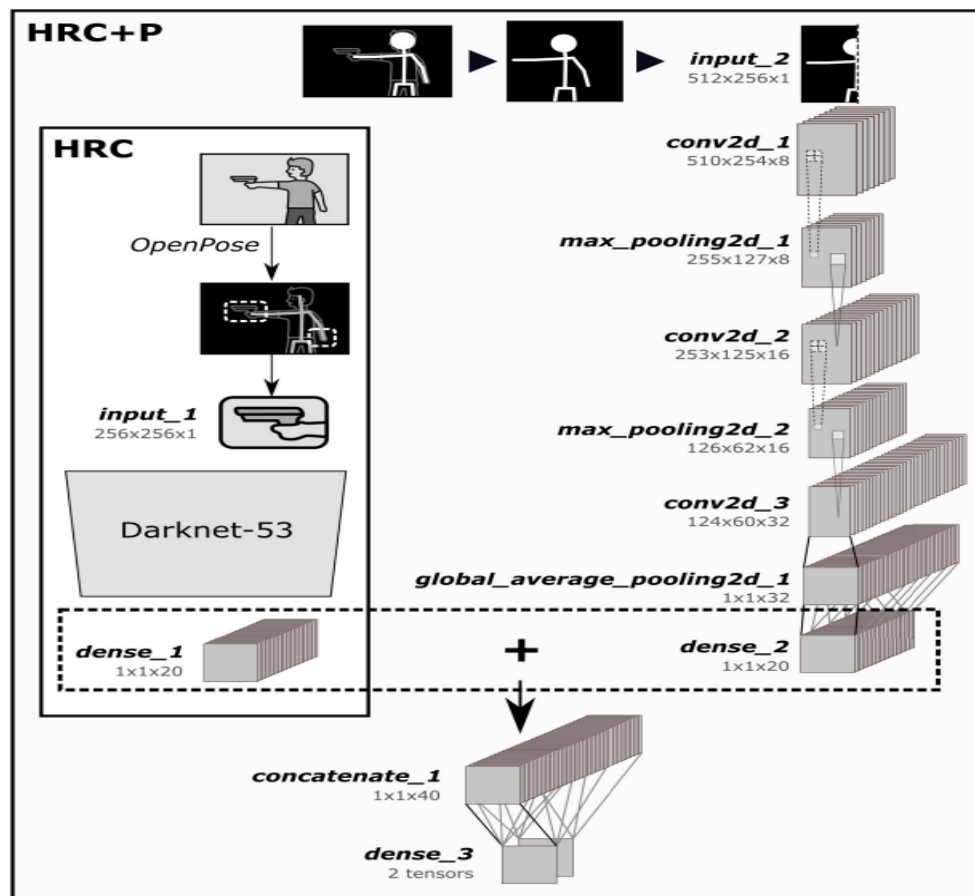 HRC+P
input_2
512x256x1
HRC
conv2d_1
510x254x8
OpenPose
max_pooling2d_1
255x127x8
conv2d_2
253x125x16
input_1
256x256x1
max_pooling2d_2
126x62x16
conv2d_3
124x60x32
Darknet-53
global_average_pooling2d_1
1x1x32
dense_1
1x1x20
+
dense_2
1x1x20
concatenate_1
1x1x40
dense_3
2 tensors